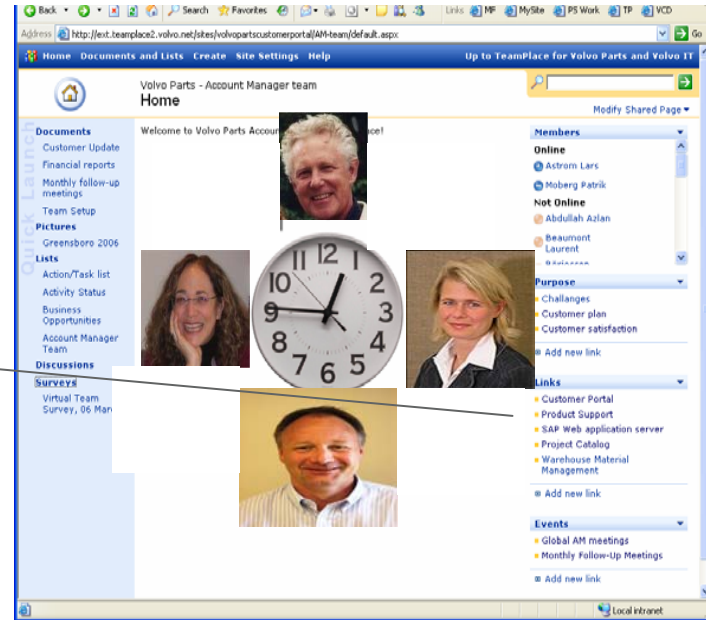 Back Search Favorites Links MF MySite PS Work TP VCD
Address http://ext.teamplace2.volvo.net/sites/volvopartscustomerportal/AM-team/default.aspx Go
Home Documents and Lists Create Site Settings Help Up to TeamPlace for Volvo Parts and Volvo IT
Volvo Parts - Account Manager team
Home
Modify Shared Page
Quick Launch
Documents
Customer Update
Financial reports
Monthly follow-up
meetings
Team Setup
Pictures
Greensboro 2006
Lists
Action/Task list
Activity Status
Business
Opportunities
Account Manager
Team
Discussions
Surveys
Virtual Team
Survey, 06 Mar
Welcome to Volvo Parts
11 12 1
10 2
9 3
8 4
7 6 5
Members
Online
Astrom Lars
Moberg Patrik
Not Online
Abdullah Azlan
Beaumont
Laurent
Purpose
Challanges
Customer plan
Customer satisfaction
Add new link
Links
Customer Portal
Product Support
SAP Web application server
Project Catalog
Warehouse Material
Management
Add new link
Events
Global AM meetings
Monthly Follow-Up Meetings
Add new link
Local intranet